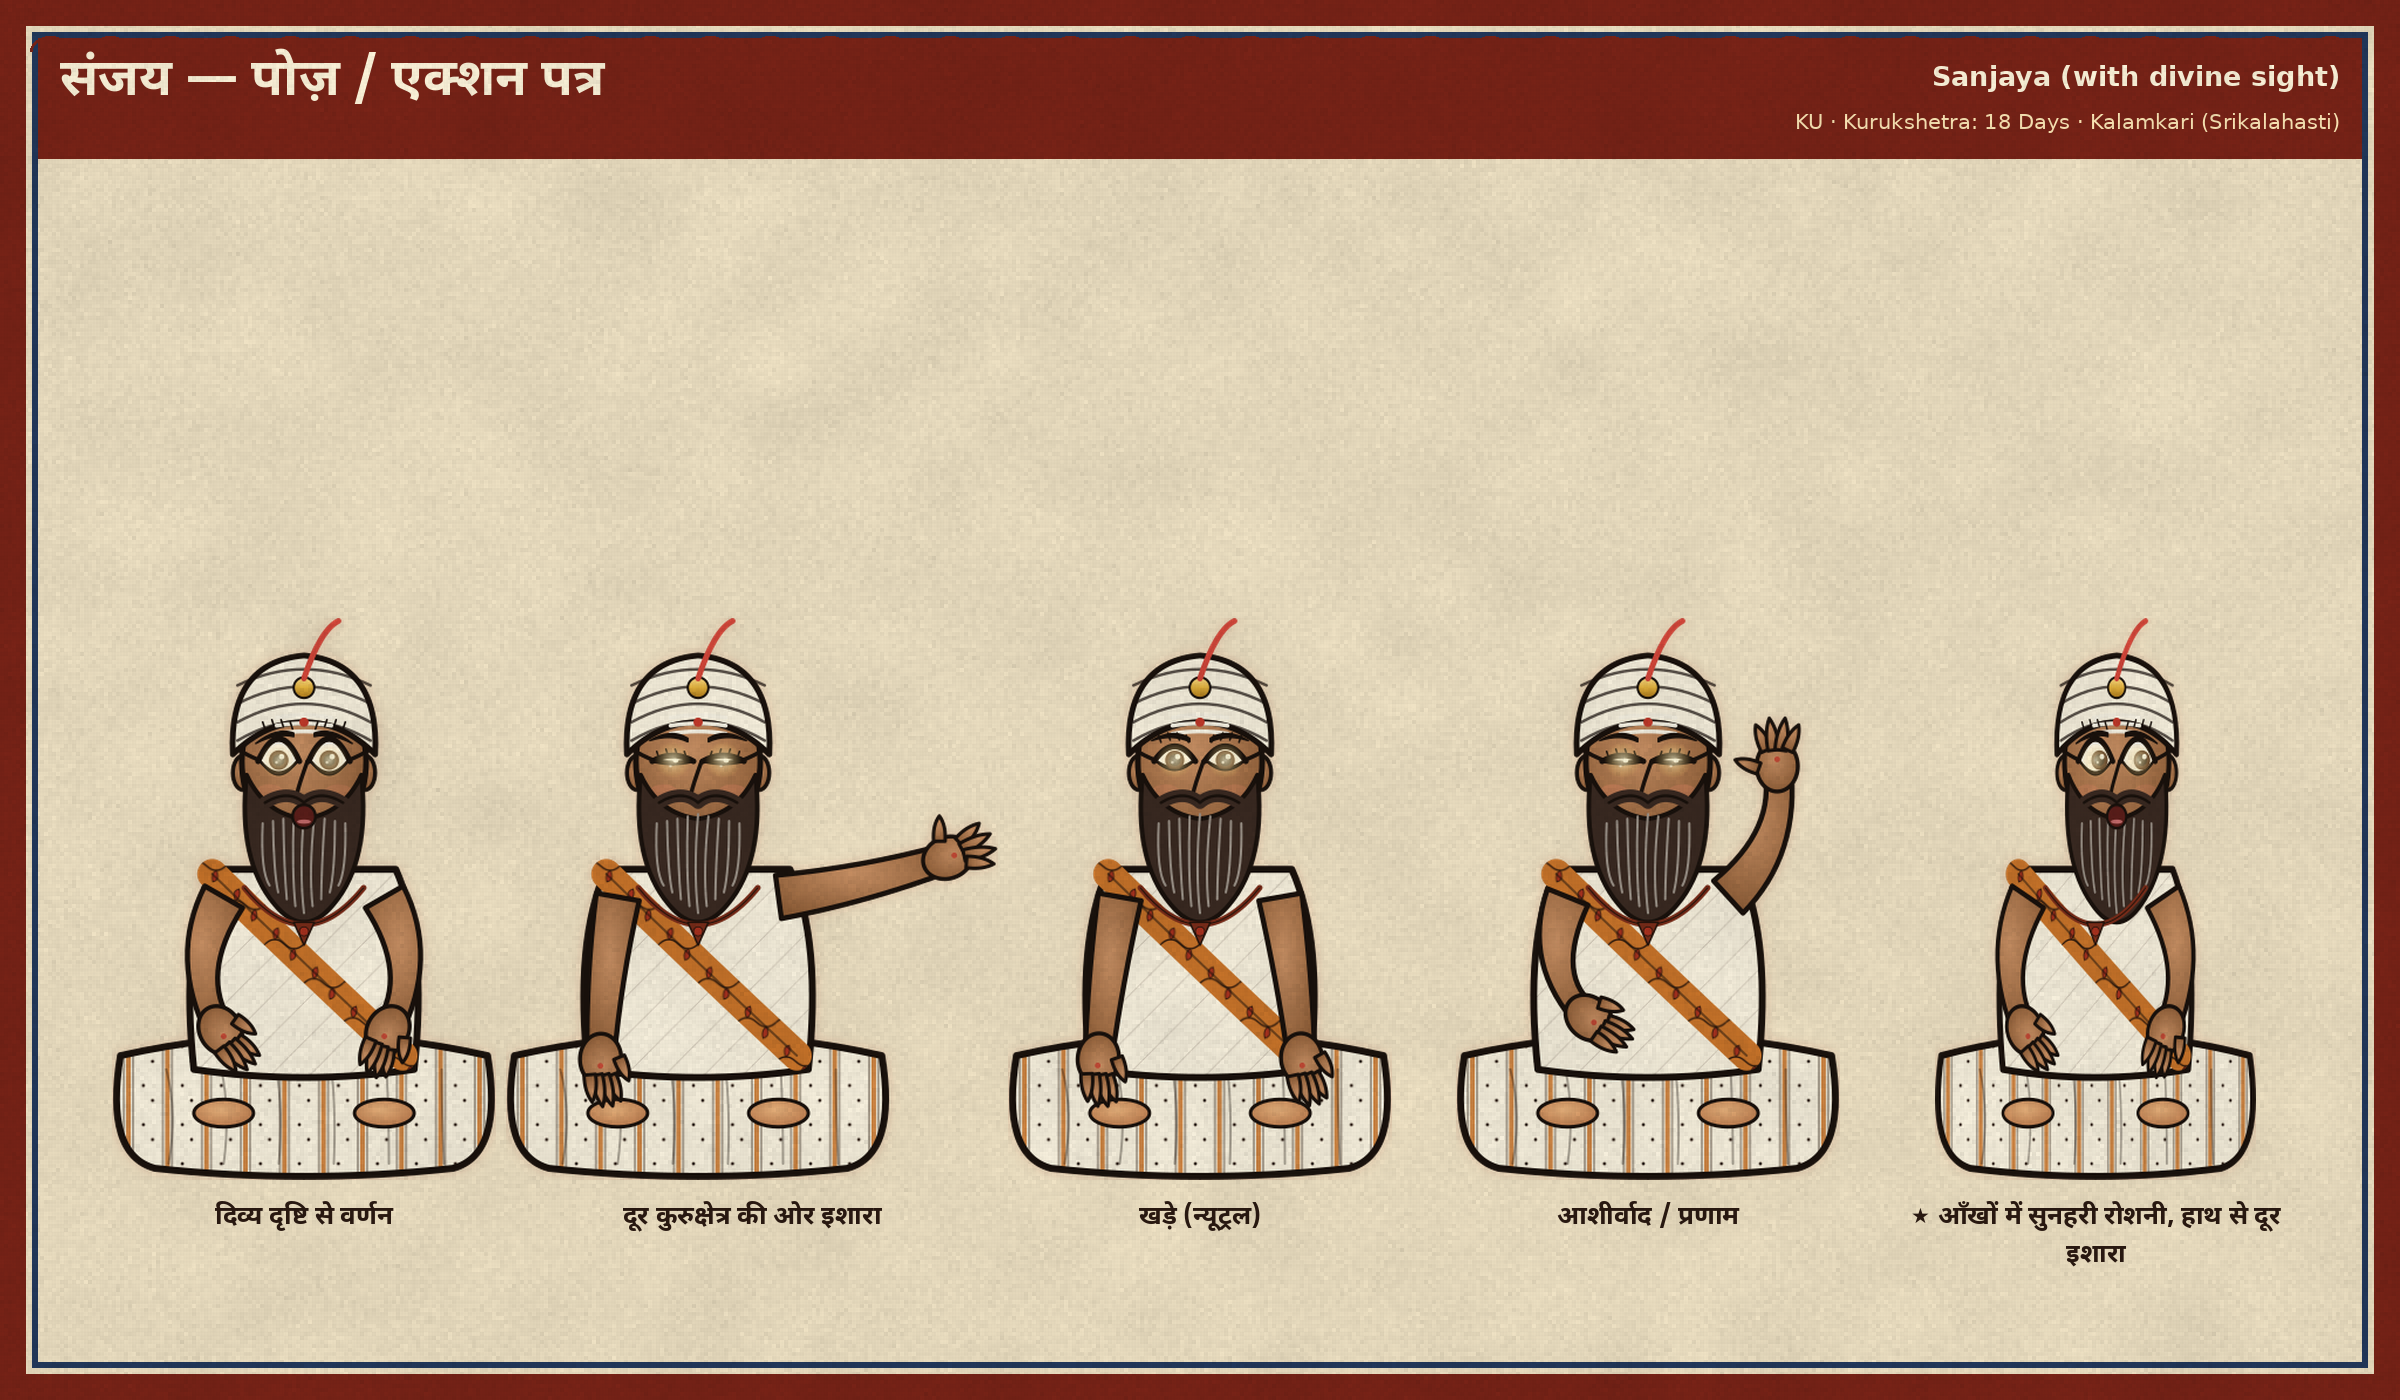 संजय — पोज़ / एक्शन पत्र
Sanjaya (with divine sight)
KU · Kurukshetra: 18 Days · Kalamkari (Srikalahasti)
दिव्य दृष्टि से वर्णन
दूर कुरुक्षेत्र की ओर इशारा
खड़े (न्यूट्रल)
आशीर्वाद / प्रणाम
★ आँखों में सुनहरी रोशनी, हाथ से दूर
इशारा